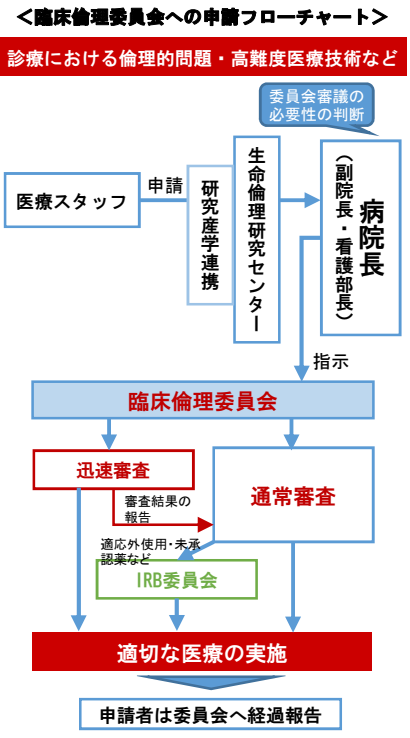 ＜臨床倫理委員会への申請フローチャート＞
診療における倫理的問題・高難度医療技術など
委員会審議の
必要性の判断
医療スタッフ
申請
研究産学連携
生命倫理研究センター
病院長
（副院長・看護部長）
指示
臨床倫理委員会
迅速審査
通常審査
審査結果の
報告
適応外使用・未承
認薬など
IRB委員会
適切な医療の実施
申請者は委員会へ経過報告